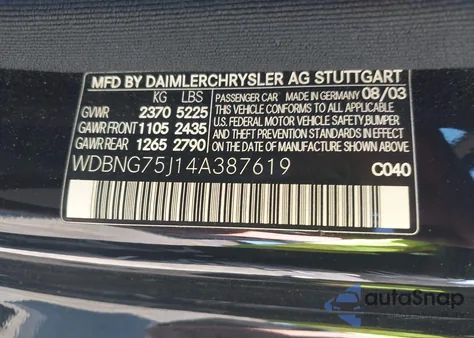 MFD BY DAIMLERCHRYSLER AG STUTTGART
KG LBS
GVWR 2370 5225
GAWR FRONT 1105 2435
GAWR REAR 1265 2790
PASSENGER CAR MADE IN GERMANY 08/03
THIS VEHICLE CONFORMS TO ALL APPLICABLE
U.S. FEDERAL MOTOR VEHICLE SAFETY,BUMPER
AND THEFT PREVENTION STANDARDS IN EFFECT
ON THE DATE OF MANUFACTURE SHOWN ABOVE
WDBNG75J14A387619
C040
autoSnap